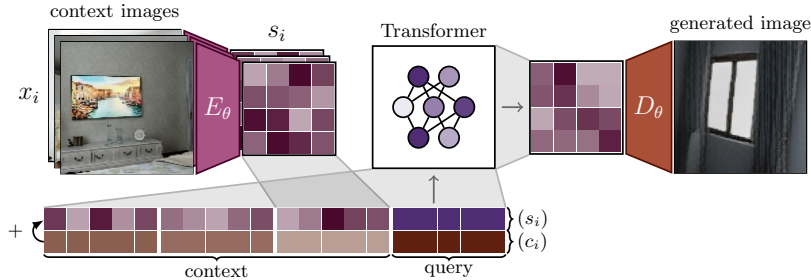 context images
s_i
Transformer
generated image
x_i
E_θ
D_θ
+
(s_i)
(c_i)
context
query